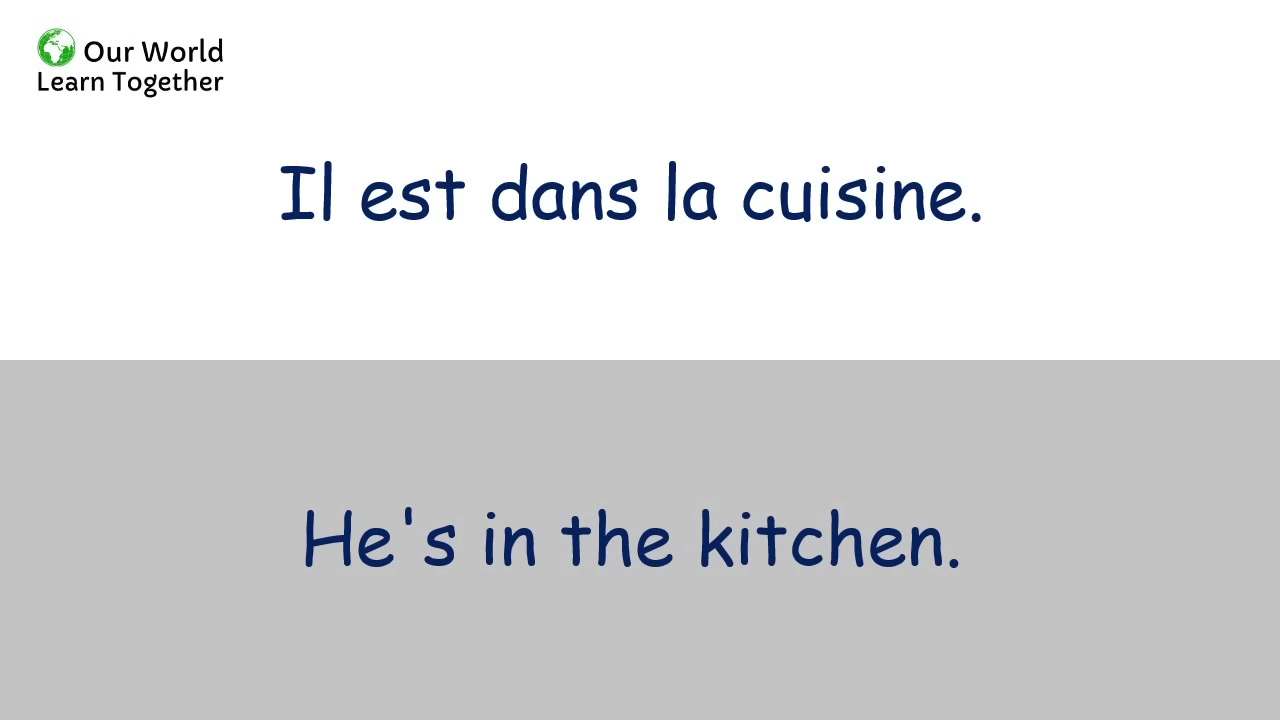 Our World
Learn Together
Il est dans la cuisine.
He's in the kitchen.